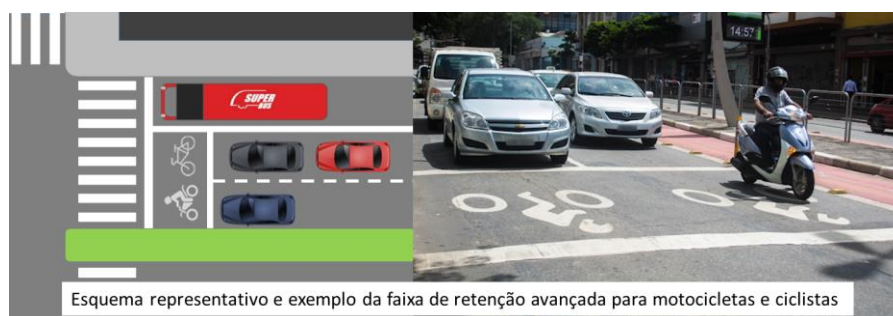 SUPER
BUS
14:57
Esquema representativo e exemplo da faixa de retenção avançada para motocicletas e ciclistas